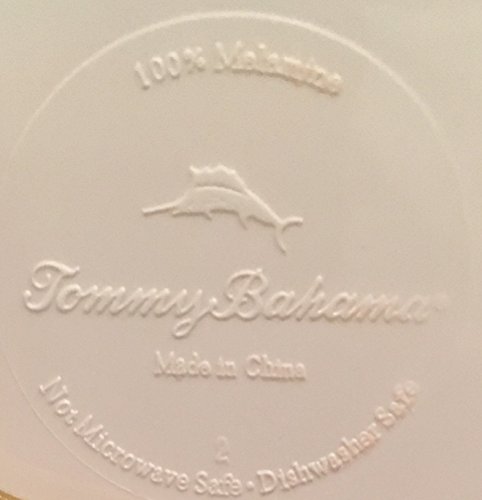 100% Melamine
Tommy Bahama®
Made in China
2
Not Microwave Safe · Dishwasher Safe